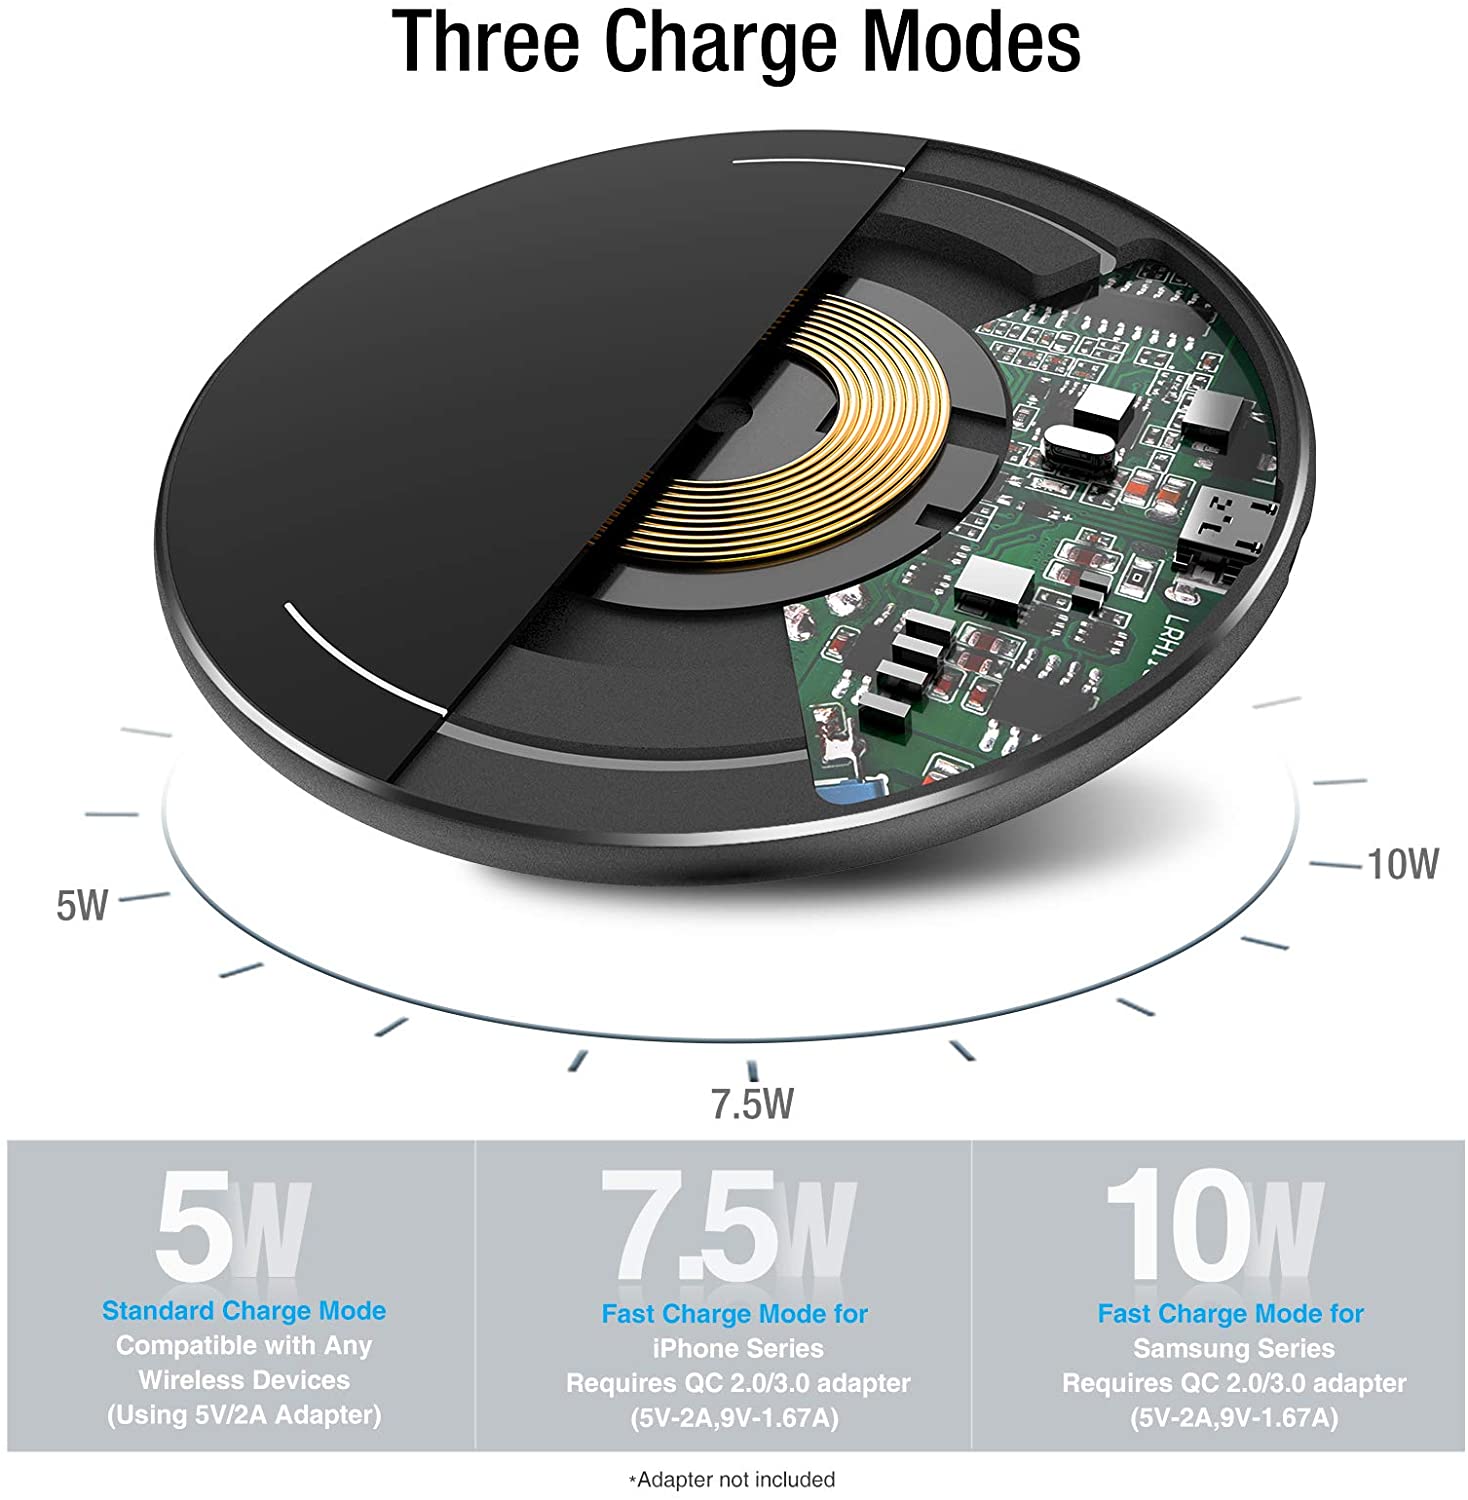 Three Charge Modes
5W
10W
7.5W
5W
Standard Charge Mode
Compatible with Any
Wireless Devices
(Using 5V/2A Adapter)
7.5W
Fast Charge Mode for
iPhone Series
Requires QC 2.0/3.0 adapter
(5V-2A,9V-1.67A)
10W
Fast Charge Mode for
Samsung Series
Requires QC 2.0/3.0 adapter
(5V-2A,9V-1.67A)
*Adapter not included